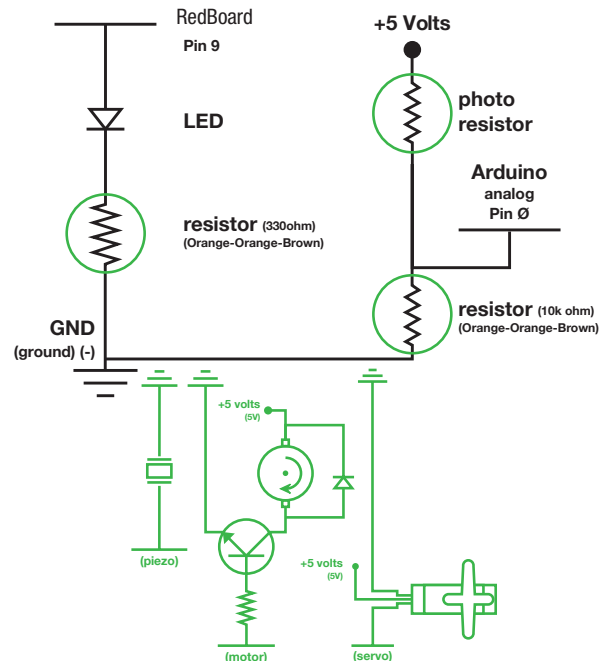 RedBoard
Pin 9
LED
resistor (330ohm)
(Orange-Orange-Brown)
GND
(ground) (-)
+5 Volts
photo
resistor
Arduino
analog
Pin Ø
resistor (10k ohm)
(Orange-Orange-Brown)
+5 volts
(5V)
(piezo)
(motor)
+5 volts
(5V)
(servo)